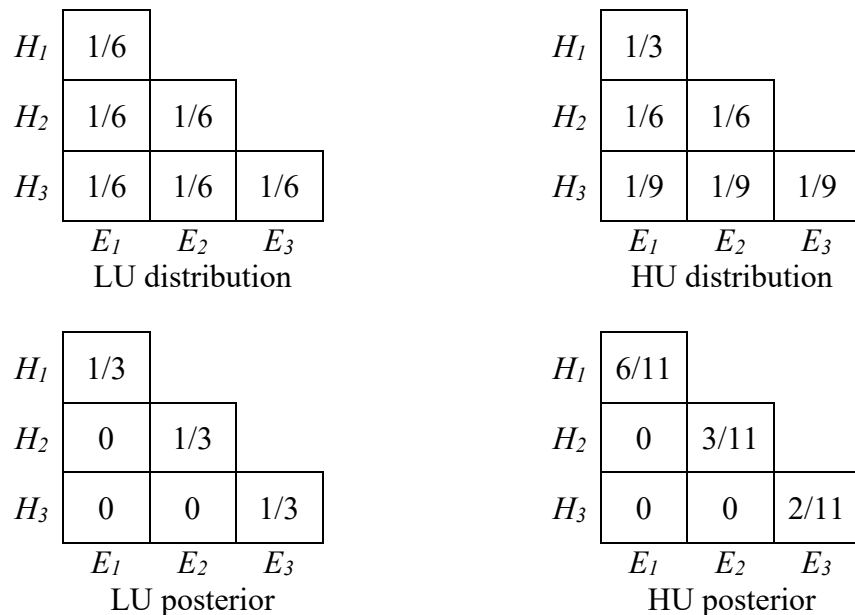 H1 1/6
H2 1/6 1/6
H3 1/6 1/6 1/6
E1 E2 E3
LU distribution
H1 1/3
H2 1/6 1/6
H3 1/9 1/9 1/9
E1 E2 E3
HU distribution
H1 1/3
H2 0 1/3
H3 0 0 1/3
E1 E2 E3
LU posterior
H1 6/11
H2 0 3/11
H3 0 0 2/11
E1 E2 E3
HU posterior